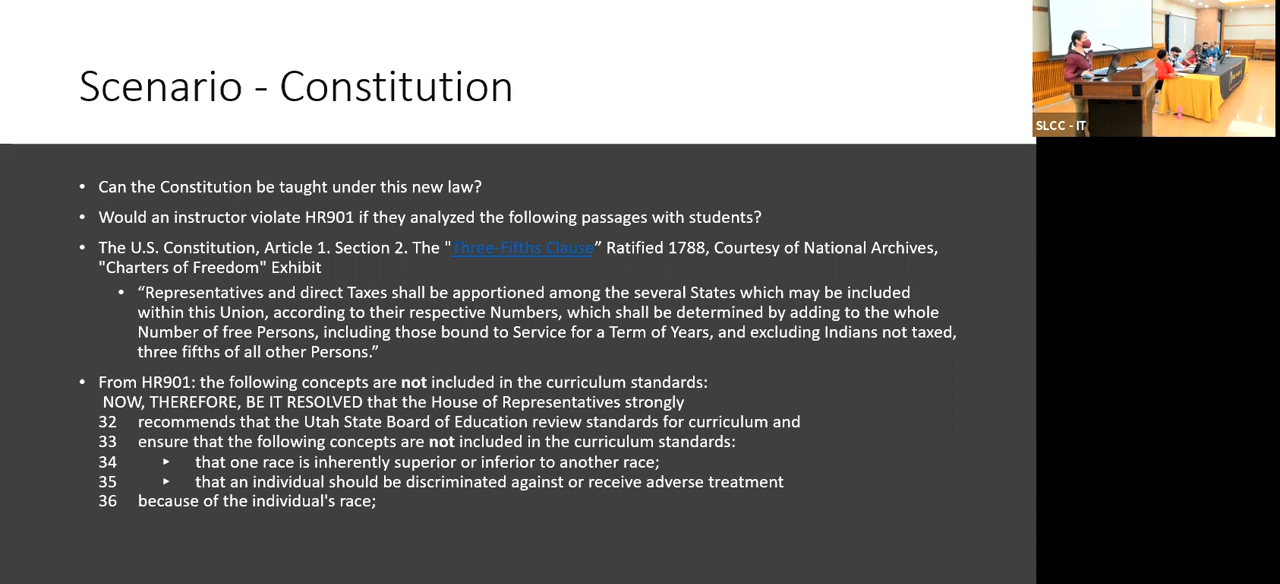 Scenario - Constitution
SLCC - IT
• Can the Constitution be taught under this new law?
• Would an instructor violate HR901 if they analyzed the following passages with students?
• The U.S. Constitution, Article 1. Section 2. The "Three-Fifths Clause” Ratified 1788, Courtesy of National Archives,
"Charters of Freedom" Exhibit
• “Representatives and direct Taxes shall be apportioned among the several States which may be included
within this Union, according to their respective Numbers, which shall be determined by adding to the whole
Number of free Persons, including those bound to Service for a Term of Years, and excluding Indians not taxed,
three fifths of all other Persons.”
• From HR901: the following concepts are not included in the curriculum standards:
NOW, THEREFORE, BE IT RESOLVED that the House of Representatives strongly
32 recommends that the Utah State Board of Education review standards for curriculum and
33 ensure that the following concepts are not included in the curriculum standards:
34 ▸ that one race is inherently superior or inferior to another race;
35 ▸ that an individual should be discriminated against or receive adverse treatment
36 because of the individual's race;